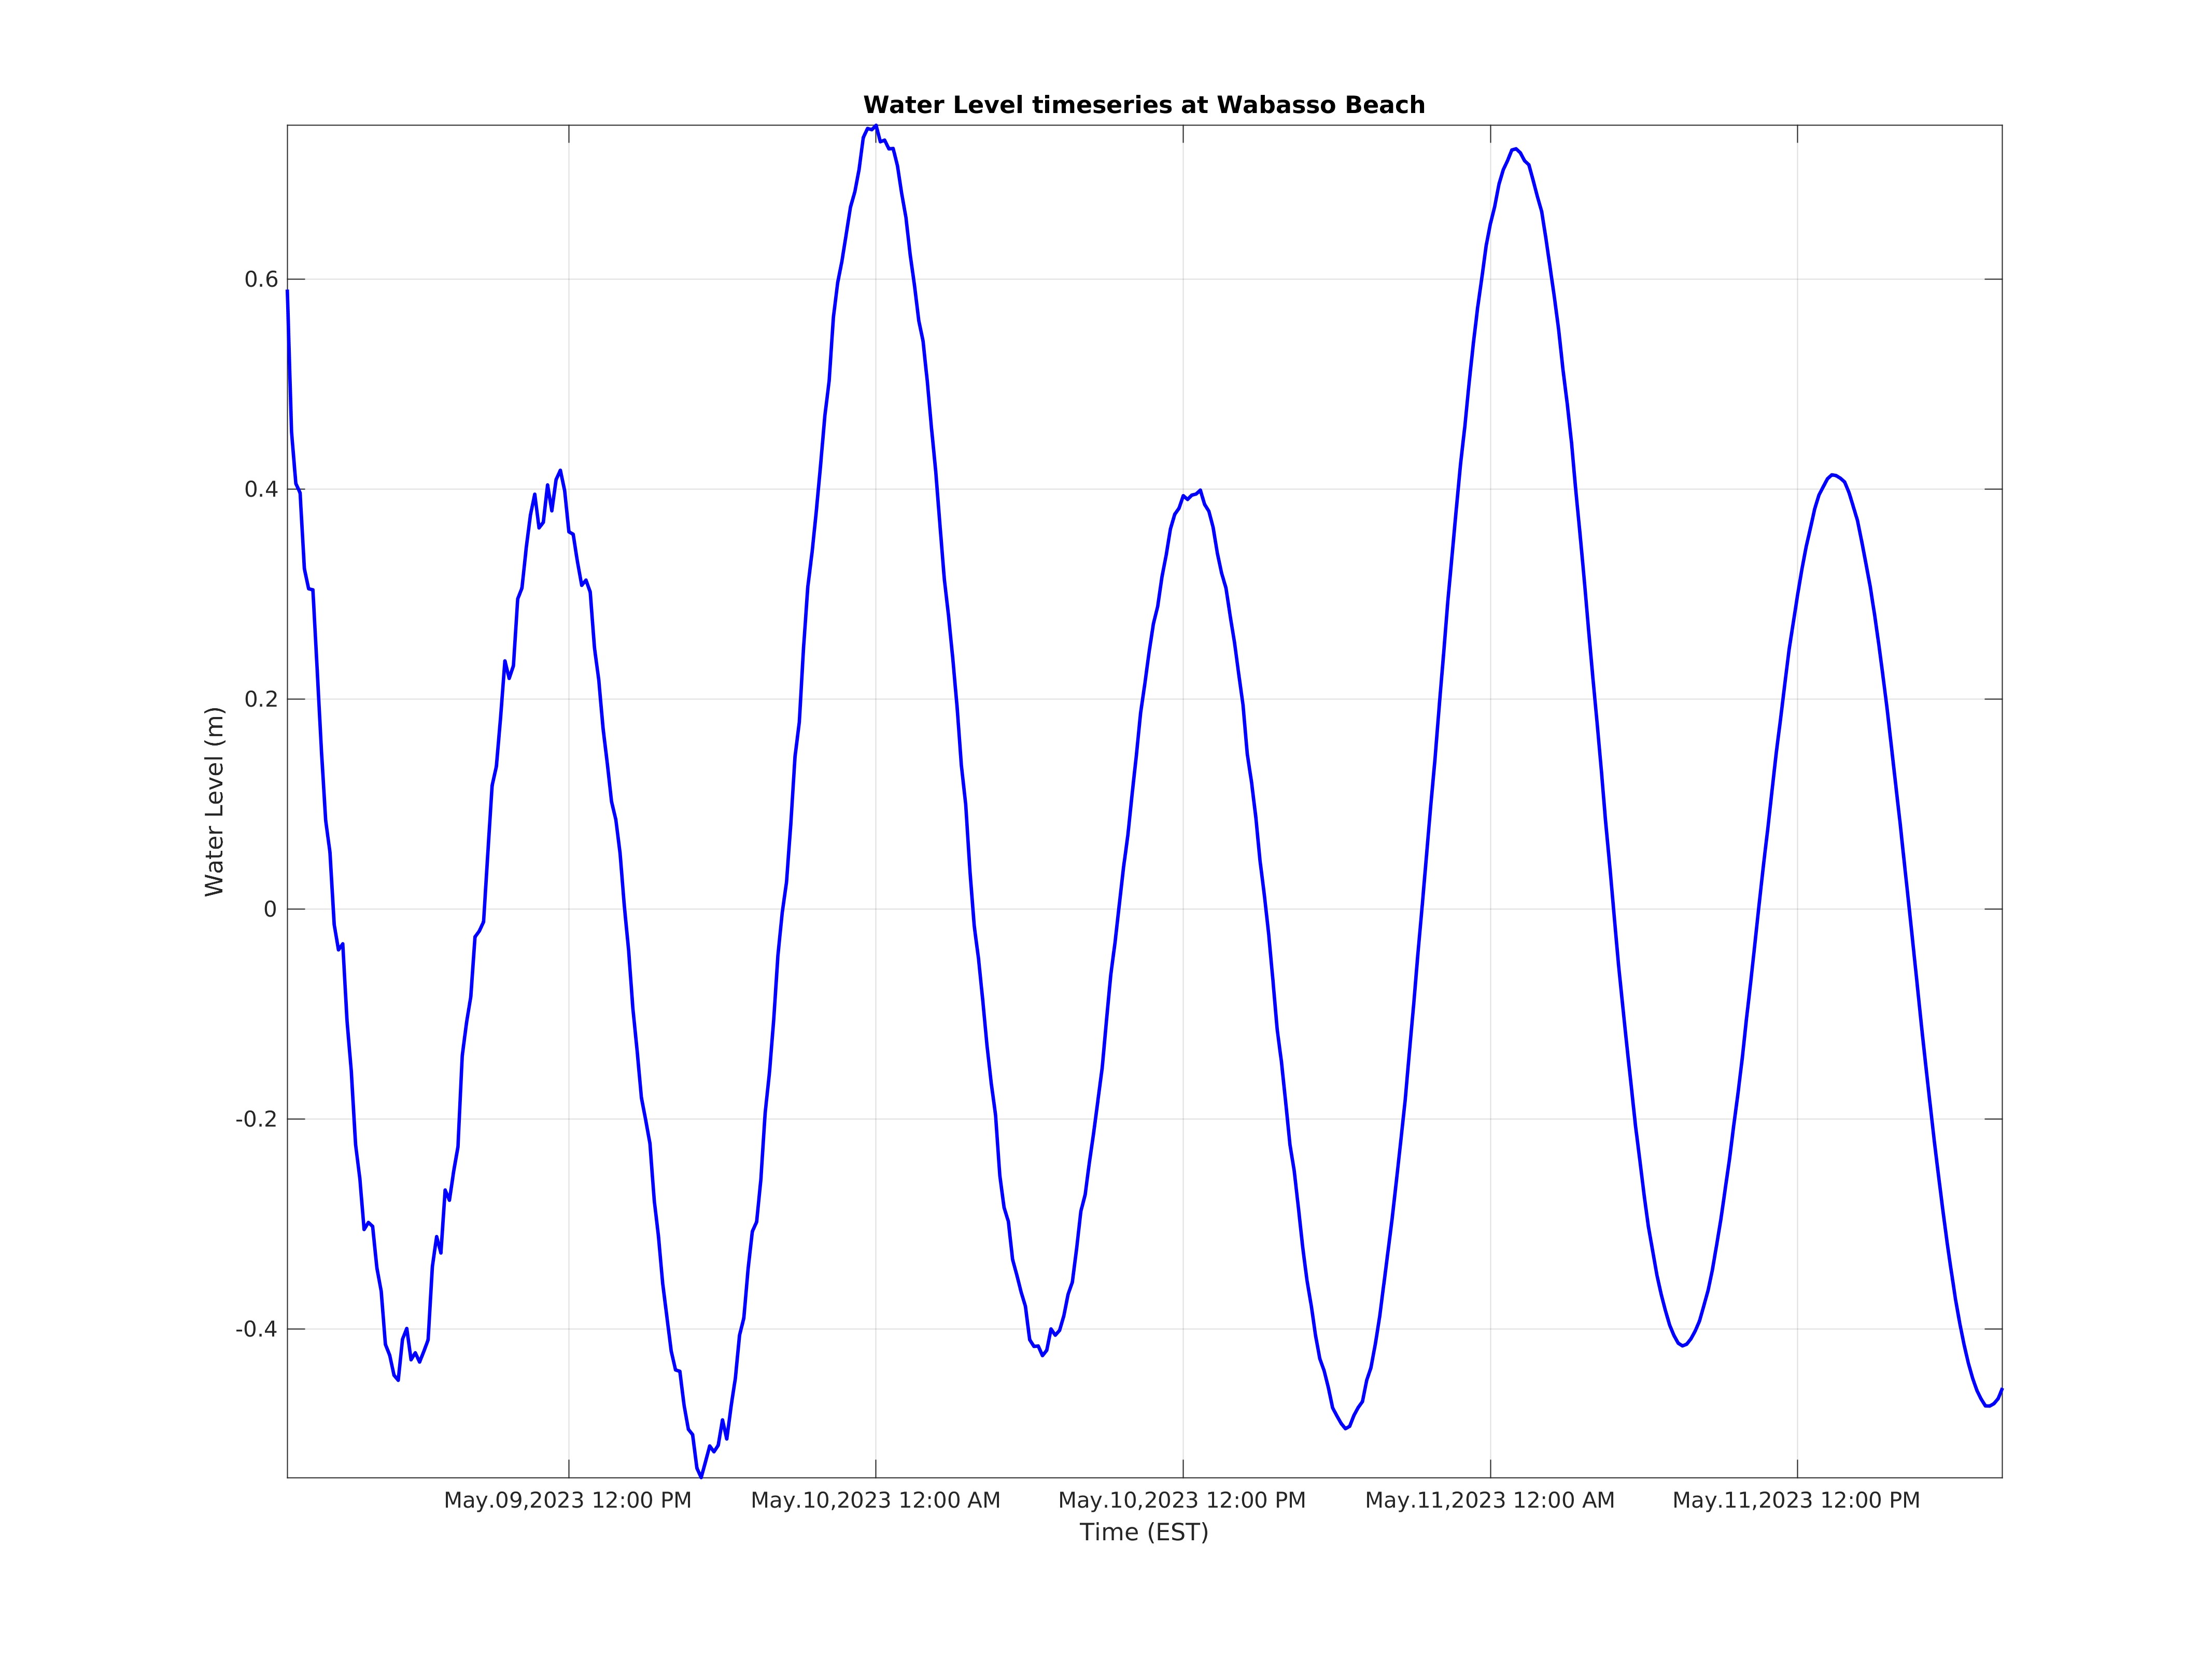 Water Level timeseries at Wabasso Beach
Water Level (m)
0.6
0.4
0.2
0
-0.2
-0.4
May.09,2023 12:00 PM
May.10,2023 12:00 AM
May.10,2023 12:00 PM
May.11,2023 12:00 AM
May.11,2023 12:00 PM
Time (EST)